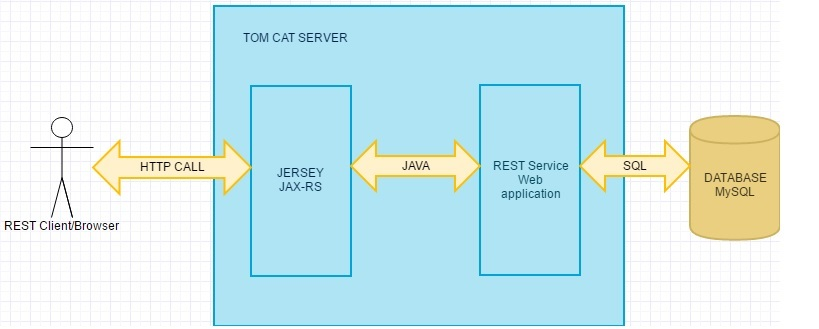 TOM CAT SERVER
REST Client/Browser
HTTP CALL
JERSEY
JAX-RS
JAVA
REST Service
Web
application
SQL
DATABASE
MySQL